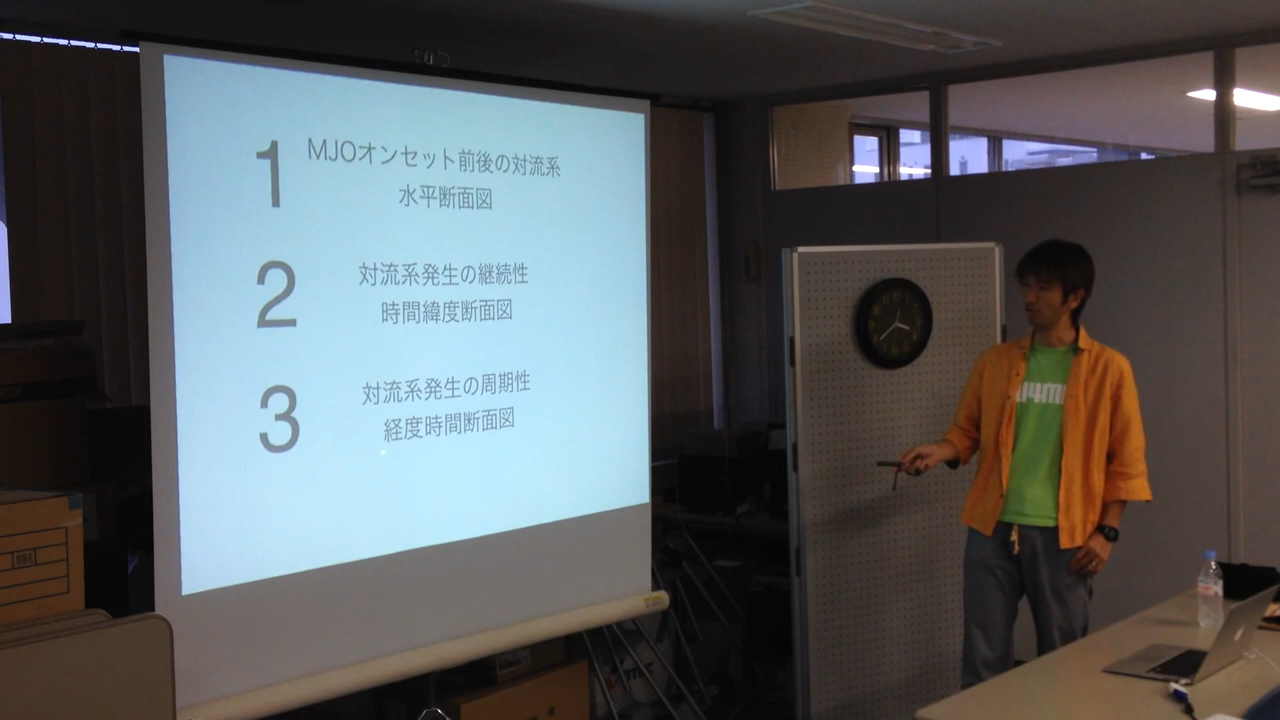 1 MJOオンセット前後の対流系
水平断面図
2 対流系発生の継続性
時間緯度断面図
3 対流系発生の周期性
経度時間断面図